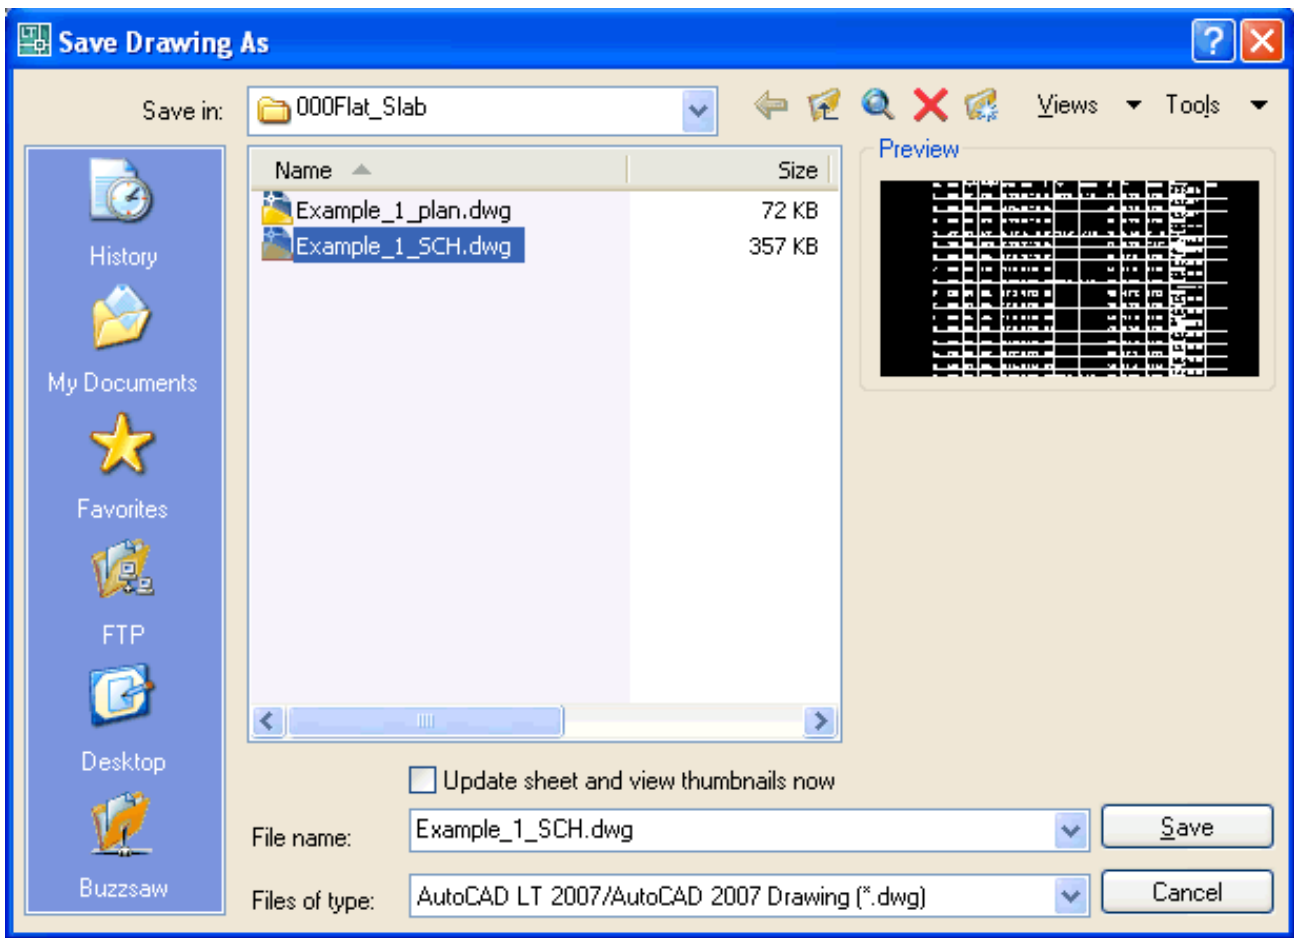 Save Drawing As
Save in: 000Flat_Slab Views Tools
Name Size
Example_1_plan.dwg 72 KB
Example_1_SCH.dwg 357 KB
Preview
History
My Documents
Favorites
FTP
Desktop
Buzzsaw
Update sheet and view thumbnails now
File name: Example_1_SCH.dwg Save
Files of type: AutoCAD LT 2007/AutoCAD 2007 Drawing (*.dwg) Cancel